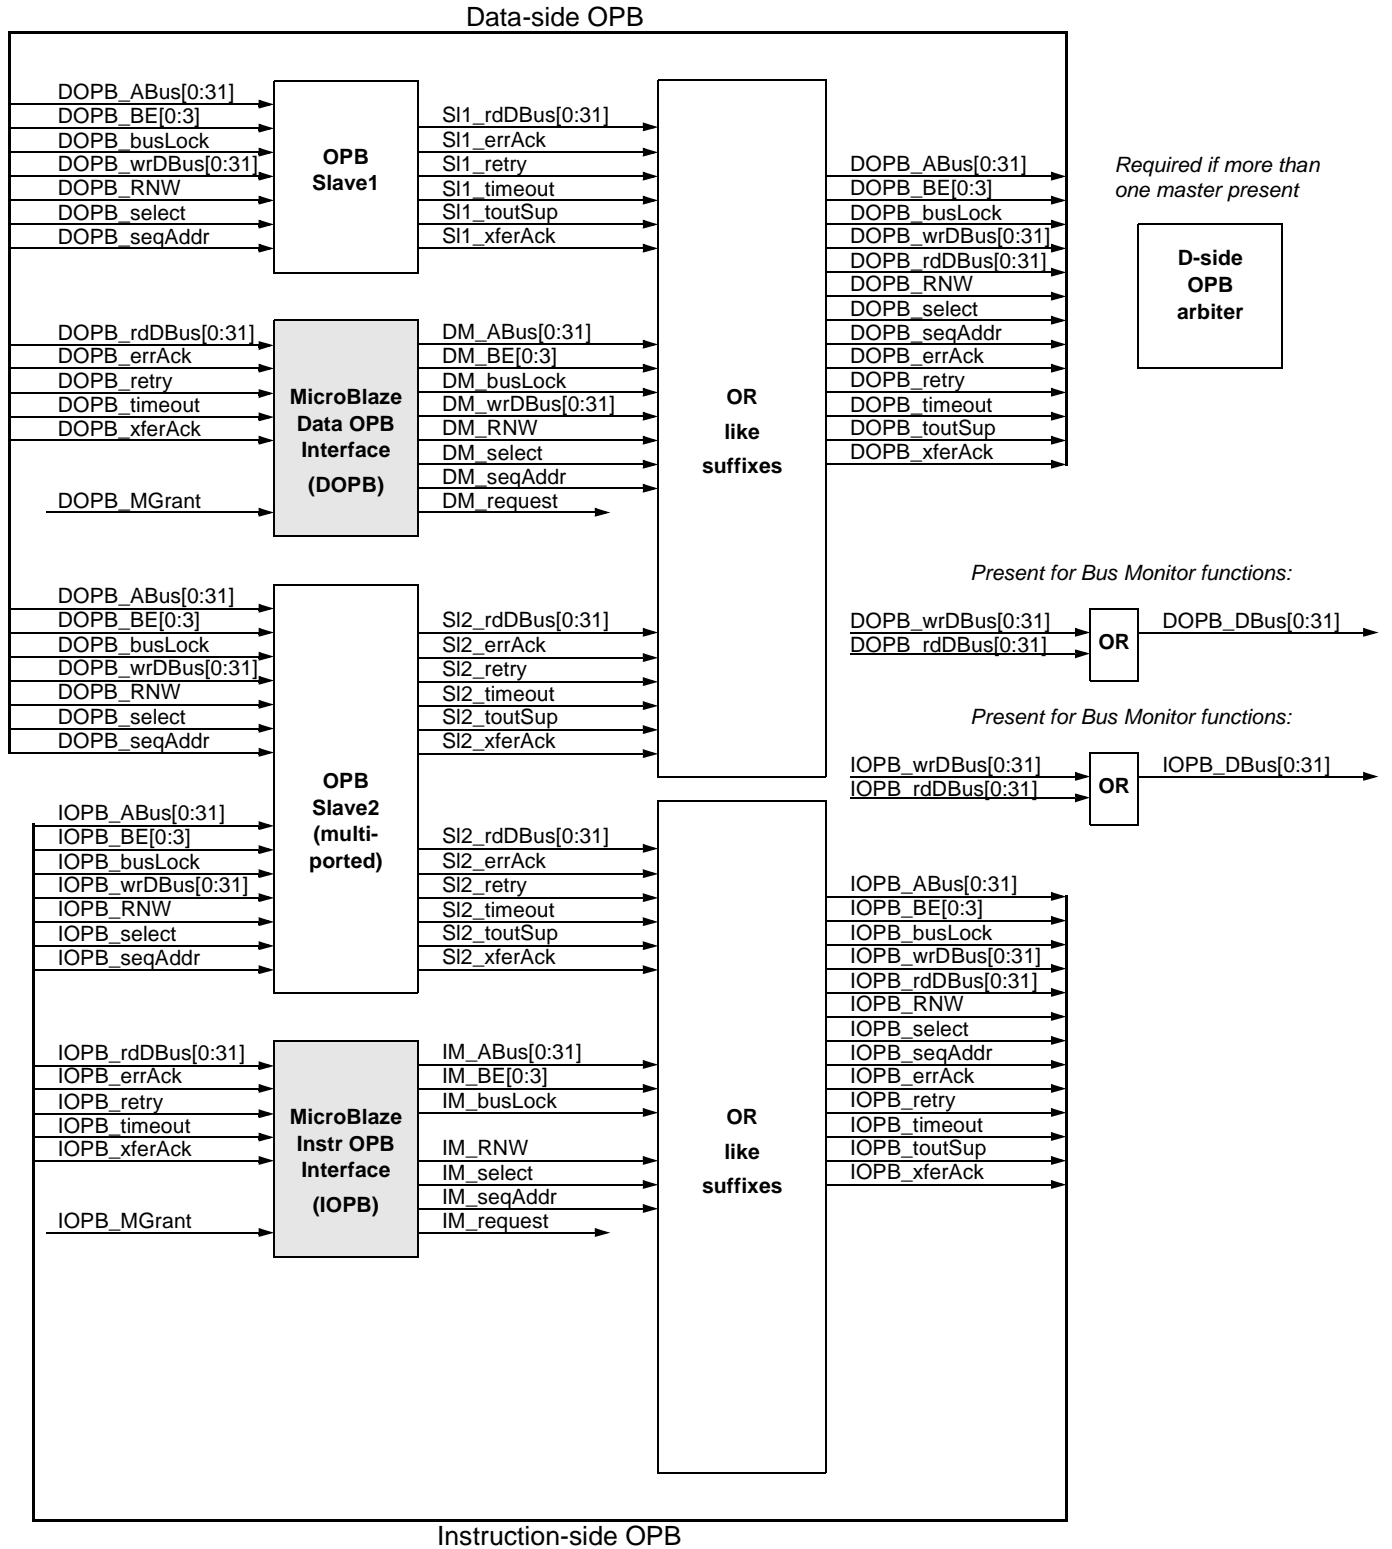 Data-side OPB
DOPB_ABus[0:31]
DOPB_BE[0:3]
DOPB_busLock
DOPB_wrDBus[0:31]
DOPB_RNW
DOPB_select
DOPB_seqAddr
OPB
Slave1
Sl1_rdDBus[0:31]
Sl1_errAck
Sl1_retry
Sl1_timeout
Sl1_toutSup
Sl1_xferAck
DOPB_rdDBus[0:31]
DOPB_errAck
DOPB_retry
DOPB_timeout
DOPB_xferAck
DOPB_MGrant
MicroBlaze
Data OPB
Interface
(DOPB)
DM_ABus[0:31]
DM_BE[0:3]
DM_busLock
DM_wrDBus[0:31]
DM_RNW
DM_select
DM_seqAddr
DM_request
OR
like
suffixes
DOPB_ABus[0:31]
DOPB_BE[0:3]
DOPB_busLock
DOPB_wrDBus[0:31]
DOPB_rdDBus[0:31]
DOPB_RNW
DOPB_select
DOPB_seqAddr
DOPB_errAck
DOPB_retry
DOPB_timeout
DOPB_toutSup
DOPB_xferAck
Required if more than
one master present
D-side
OPB
arbiter
DOPB_ABus[0:31]
DOPB_BE[0:3]
DOPB_busLock
DOPB_wrDBus[0:31]
DOPB_RNW
DOPB_select
DOPB_seqAddr
IOPB_ABus[0:31]
IOPB_BE[0:3]
IOPB_busLock
IOPB_wrDBus[0:31]
IOPB_RNW
IOPB_select
IOPB_seqAddr
OPB
Slave2
(multi-
ported)
Sl2_rdDBus[0:31]
Sl2_errAck
Sl2_retry
Sl2_timeout
Sl2_toutSup
Sl2_xferAck
Sl2_rdDBus[0:31]
Sl2_errAck
Sl2_retry
Sl2_timeout
Sl2_toutSup
Sl2_xferAck
Present for Bus Monitor functions:
DOPB_wrDBus[0:31]
DOPB_rdDBus[0:31]
OR
DOPB_DBus[0:31]
Present for Bus Monitor functions:
IOPB_wrDBus[0:31]
IOPB_rdDBus[0:31]
OR
IOPB_DBus[0:31]
IOPB_rdDBus[0:31]
IOPB_errAck
IOPB_retry
IOPB_timeout
IOPB_xferAck
IOPB_MGrant
MicroBlaze
Instr OPB
Interface
(IOPB)
IM_ABus[0:31]
IM_BE[0:3]
IM_busLock
IM_RNW
IM_select
IM_seqAddr
IM_request
OR
like
suffixes
IOPB_ABus[0:31]
IOPB_BE[0:3]
IOPB_busLock
IOPB_wrDBus[0:31]
IOPB_rdDBus[0:31]
IOPB_RNW
IOPB_select
IOPB_seqAddr
IOPB_errAck
IOPB_retry
IOPB_timeout
IOPB_toutSup
IOPB_xferAck
Instruction-side OPB